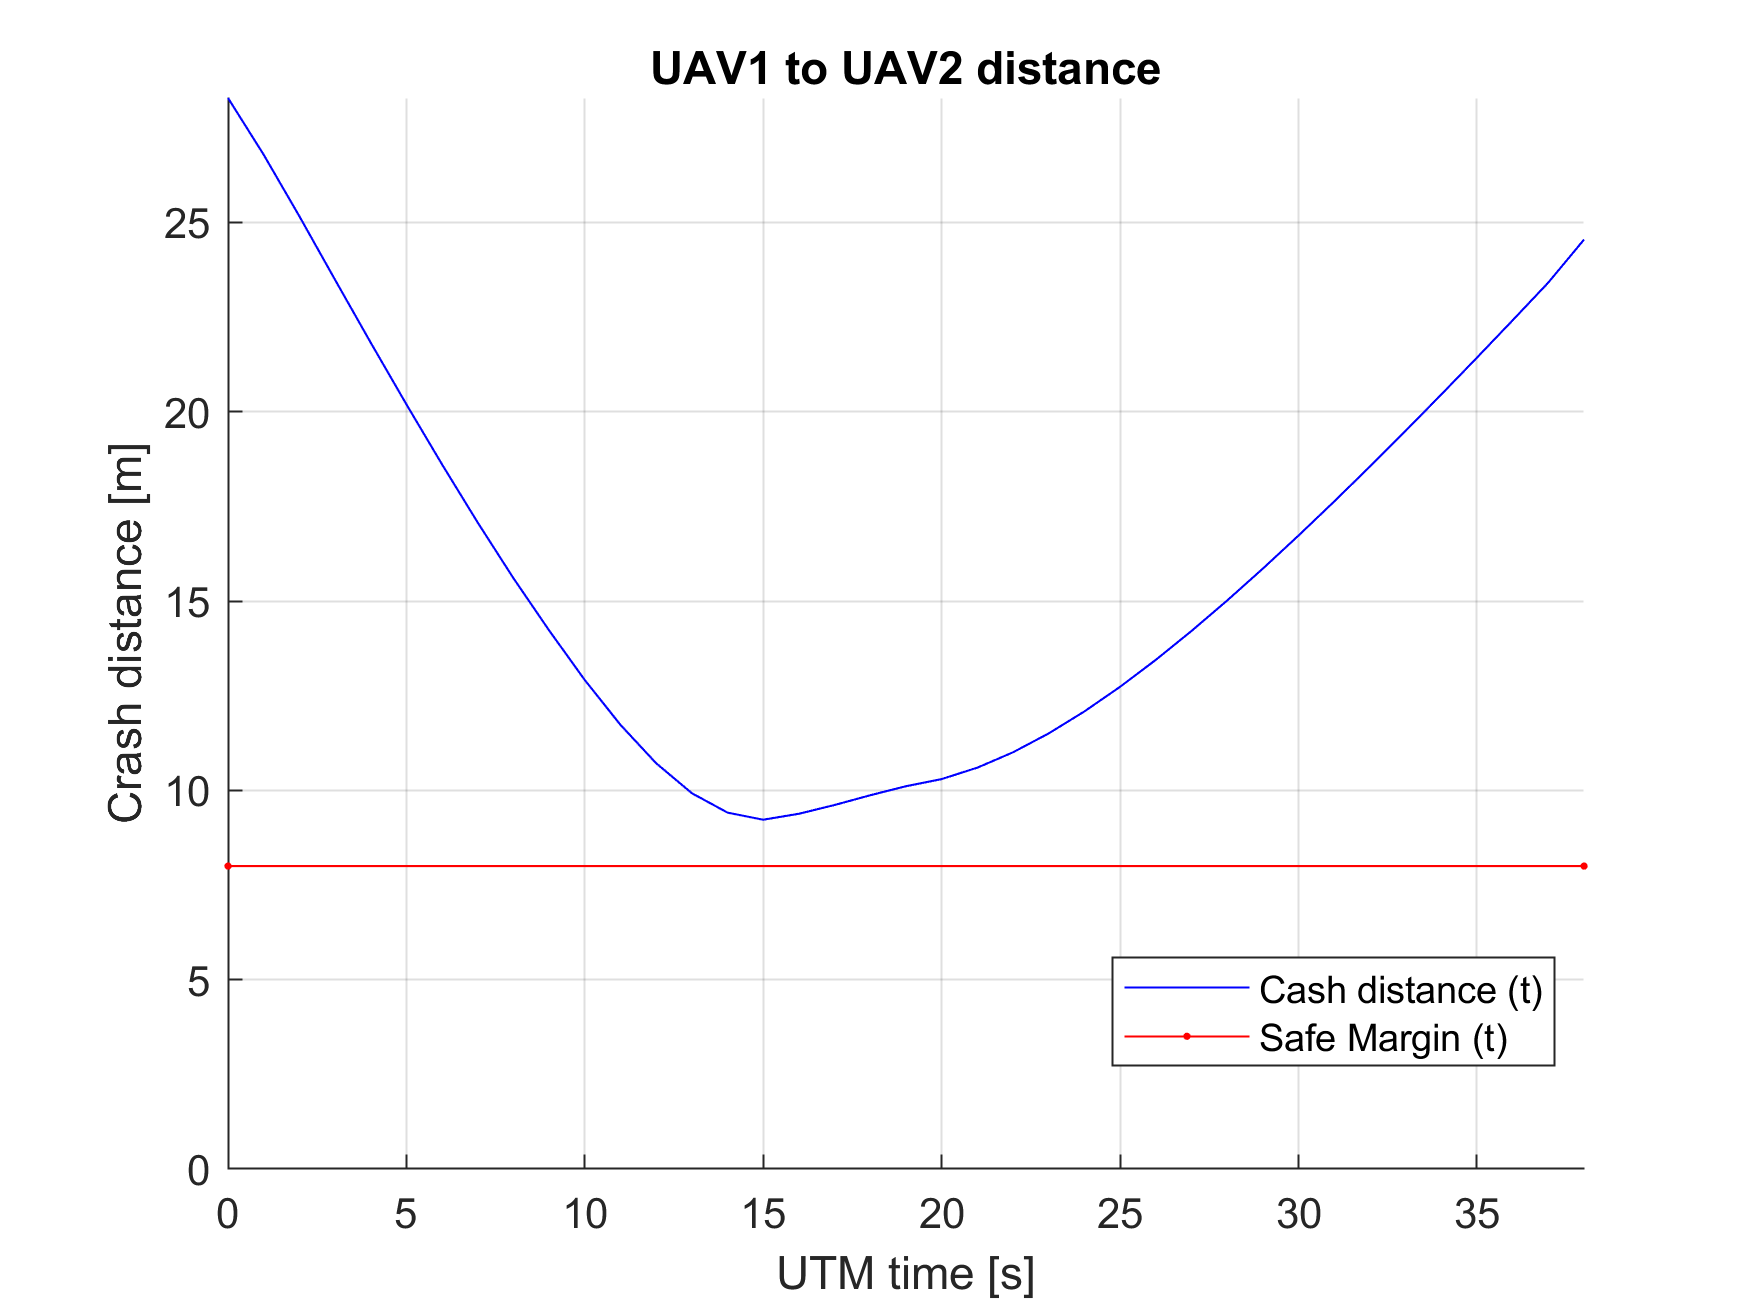 UAV1 to UAV2 distance
Crash distance [m]
25
20
15
10
5
0
0 5 10 15 20 25 30 35
UTM time [s]
Cash distance (t)
Safe Margin (t)